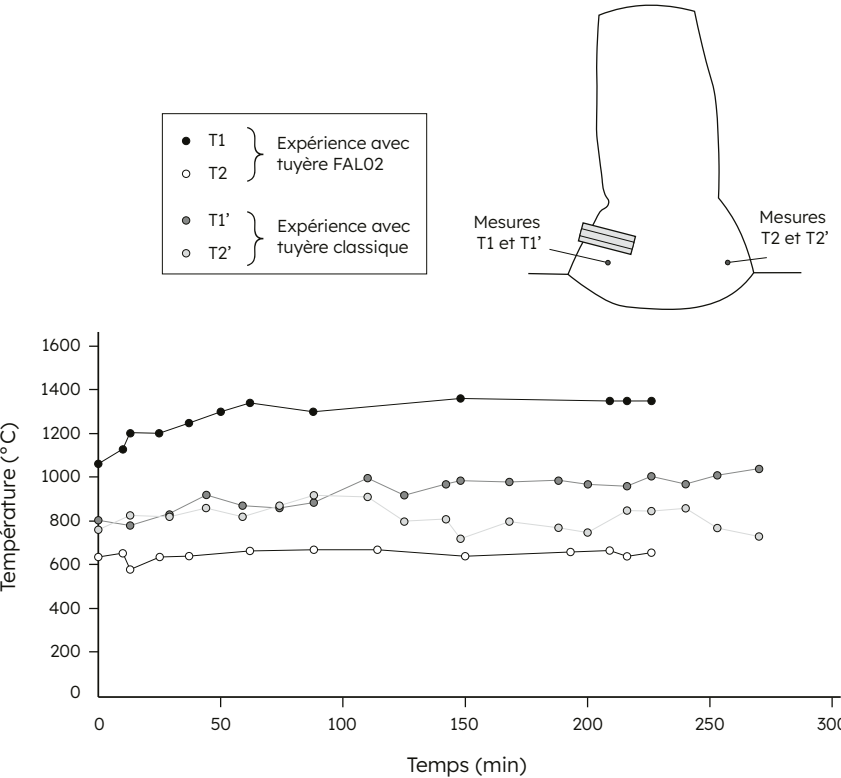 T1
T2
Expérience avec
tuyère FAL02
T1'
T2'
Expérience avec
tuyère classique
Mesures
T1 et T1'
Mesures
T2 et T2'
Température (°C)
1600
1400
1200
1000
800
600
400
200
0
0 50 100 150 200 250 300
Temps (min)